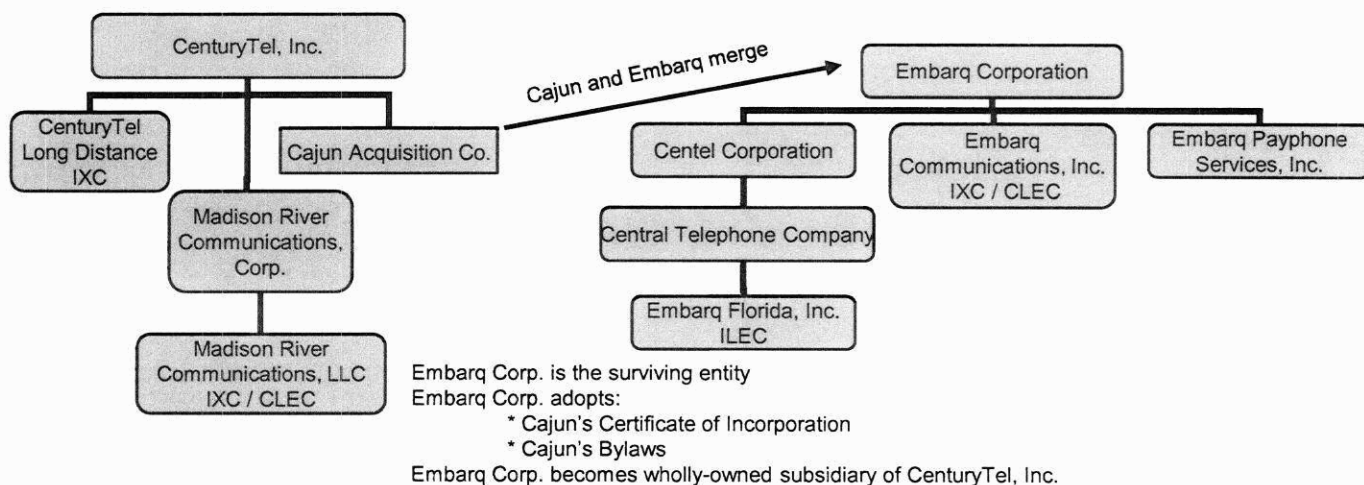 CenturyTel, Inc.
CenturyTel
Long Distance
IXC
Cajun Acquisition Co.
Madison River
Communications,
Corp.
Madison River
Communications, LLC
IXC / CLEC
Cajun and Embarq merge
Embarq Corporation
Centel Corporation
Embarq
Communications, Inc.
IXC / CLEC
Embarq Payphone
Services, Inc.
Central Telephone Company
Embarq Florida, Inc.
ILEC
Embarq Corp. is the surviving entity
Embarq Corp. adopts:
* Cajun's Certificate of Incorporation
* Cajun's Bylaws
Embarq Corp. becomes wholly-owned subsidiary of CenturyTel, Inc.